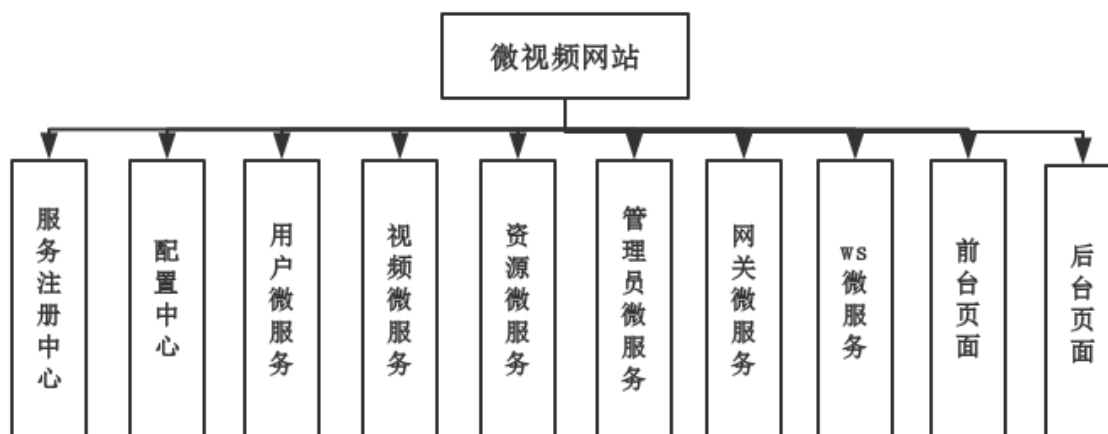 微视频网站
服务注册中心
配置中心
用户微服务
视频微服务
资源微服务
管理员微服务
网关微服务
ws微服务
前台页面
后台页面